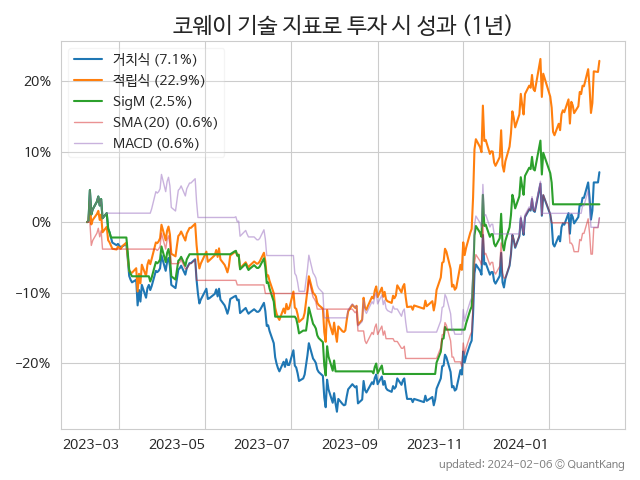 코웨이 기술 지표로 투자 시 성과 (1년)
거치식 (7.1%)
적립식 (22.9%)
SigM (2.5%)
SMA(20) (0.6%)
MACD (0.6%)
20%
10%
0%
−10%
−20%
2023-03 2023-05 2023-07 2023-09 2023-11 2024-01
updated: 2024-02-06 © QuantKang